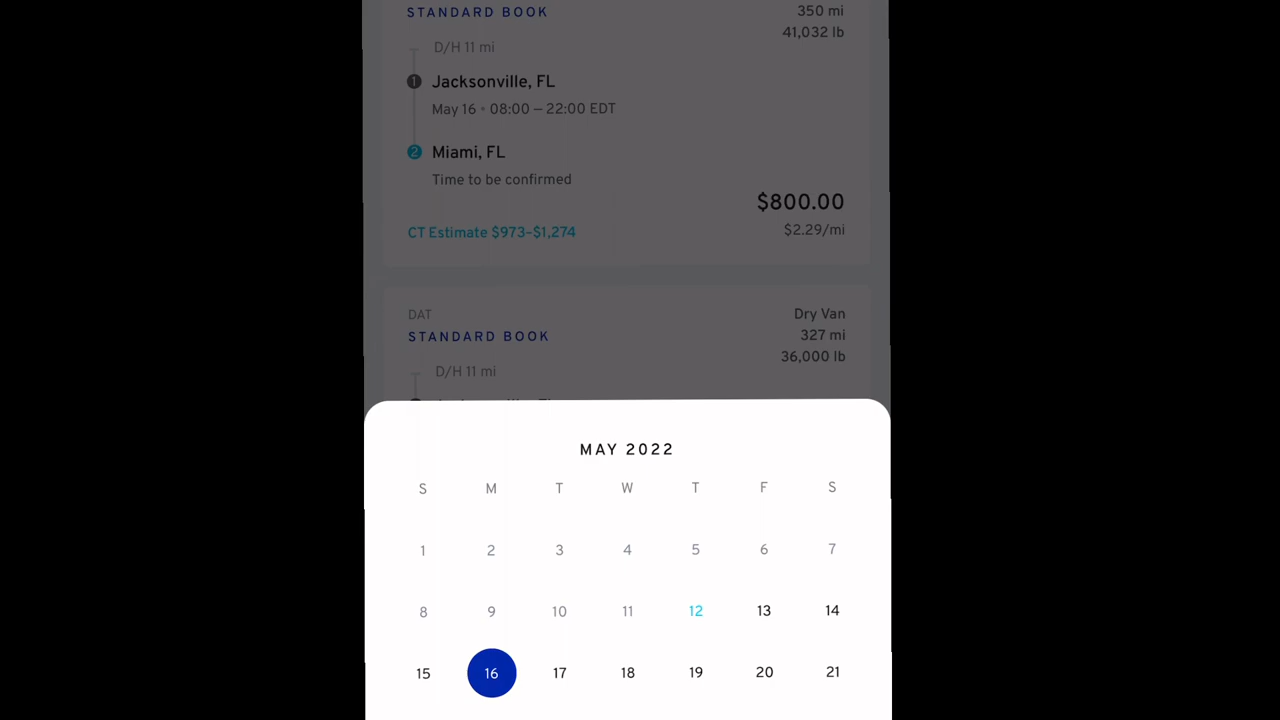 STANDARD BOOK
350 mi
41,032 lb
D/H 11 mi
1 Jacksonville, FL
May 16 • 08:00 – 22:00 EDT
2 Miami, FL
Time to be confirmed
$800.00
CT Estimate $973–$1,274
$2.29/mi
DAT
Dry Van
STANDARD BOOK
327 mi
36,000 lb
D/H 11 mi
MAY 2022
S M T W T F S
1 2 3 4 5 6 7
8 9 10 11 12 13 14
15 16 17 18 19 20 21